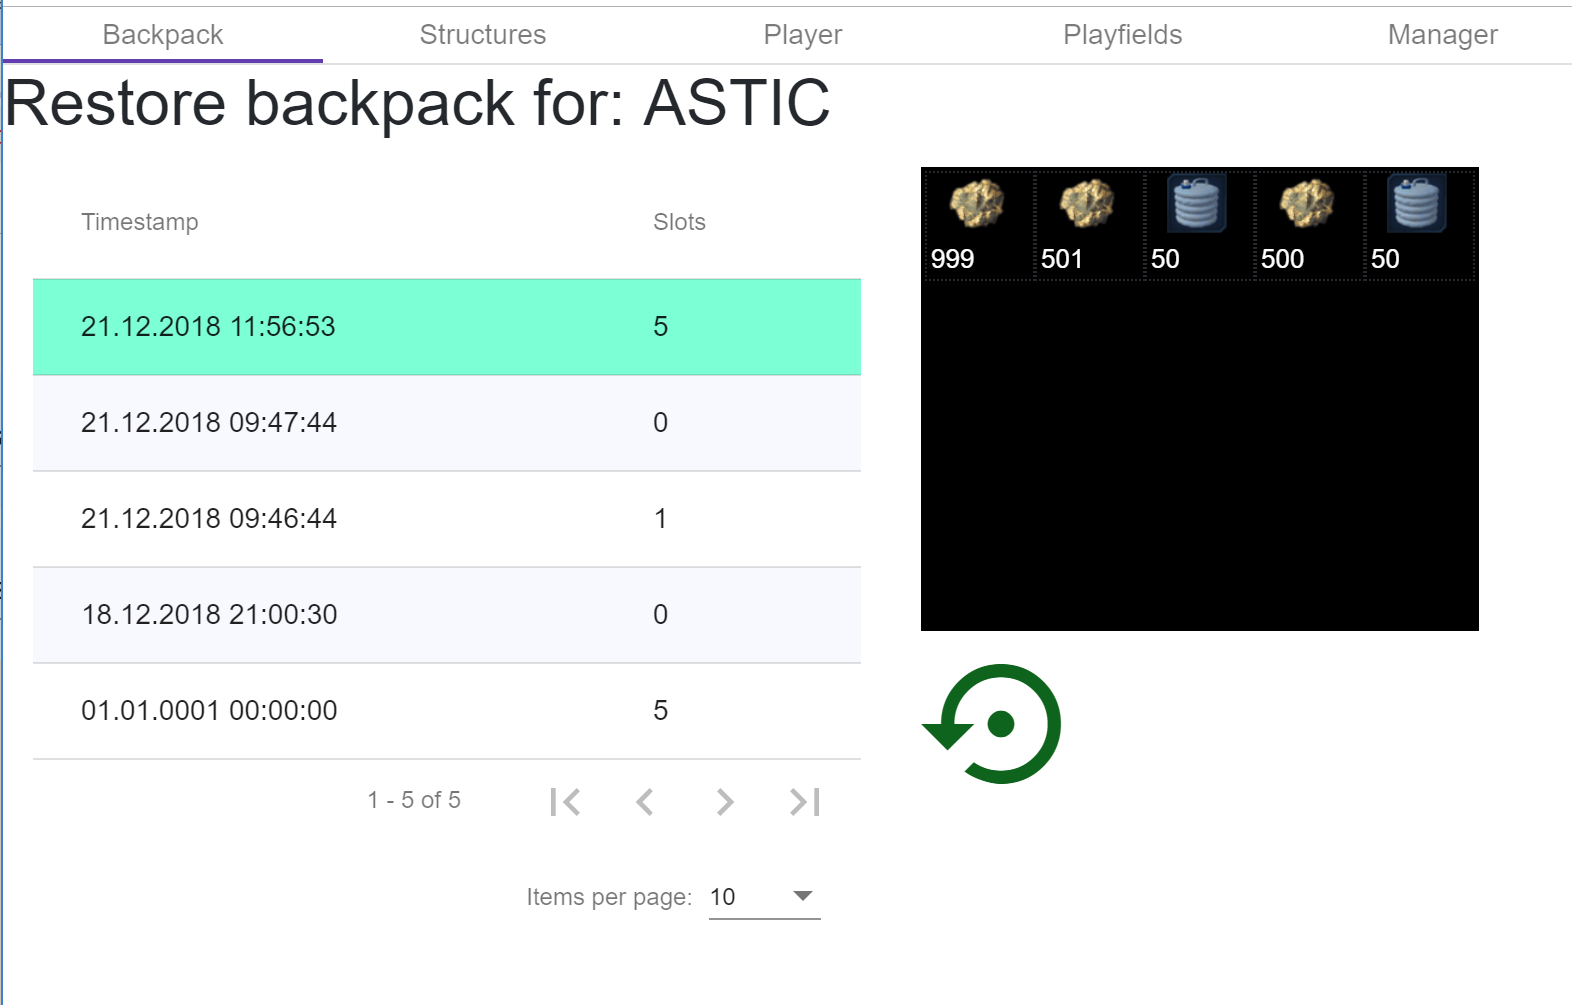 Backpack Structures Player Playfields Manager
Restore backpack for: ASTIC
Timestamp Slots
21.12.2018 11:56:53 5
21.12.2018 09:47:44 0
21.12.2018 09:46:44 1
18.12.2018 21:00:30 0
01.01.0001 00:00:00 5
1 - 5 of 5
Items per page: 10
999 501 50 500 50